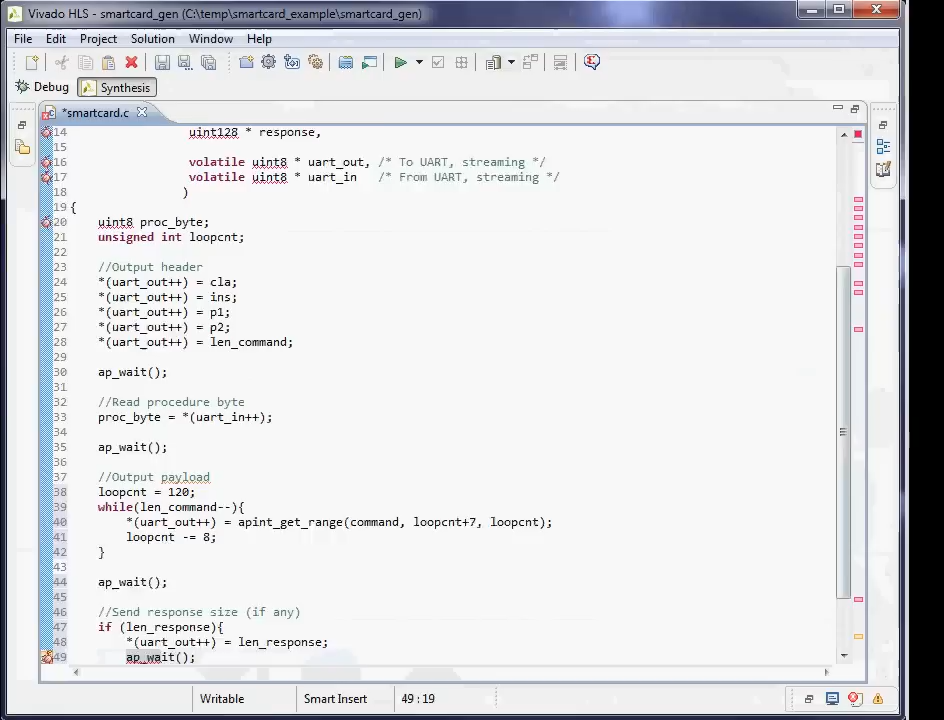 Vivado HLS - smartcard_gen (C:\temp\smartcard_example\smartcard_gen)
File Edit Project Solution Window Help
Debug Synthesis
*smartcard.c
14 uint128 * response,
15
16 volatile uint8 * uart_out, /* To UART, streaming */
17 volatile uint8 * uart_in /* From UART, streaming */
18 )
19 {
20 uint8 proc_byte;
21 unsigned int loopcnt;
22
23 //Output header
24 *(uart_out++) = cla;
25 *(uart_out++) = ins;
26 *(uart_out++) = p1;
27 *(uart_out++) = p2;
28 *(uart_out++) = len_command;
29
30 ap_wait();
31
32 //Read procedure byte
33 proc_byte = *(uart_in++);
34
35 ap_wait();
36
37 //Output payload
38 loopcnt = 120;
39 while(len_command--){
40 *(uart_out++) = apint_get_range(command, loopcnt+7, loopcnt);
41 loopcnt -= 8;
42 }
43
44 ap_wait();
45
46 //Send response size (if any)
47 if (len_response){
48 *(uart_out++) = len_response;
49 ap_wait();
Writable Smart Insert 49 : 19